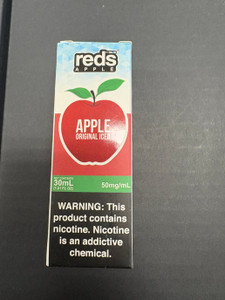 reds
APPLE
APPLE
ORIGINAL ICED
30mL
50mg/mL
WARNING: This
product contains
nicotine. Nicotine
is an addictive
chemical.